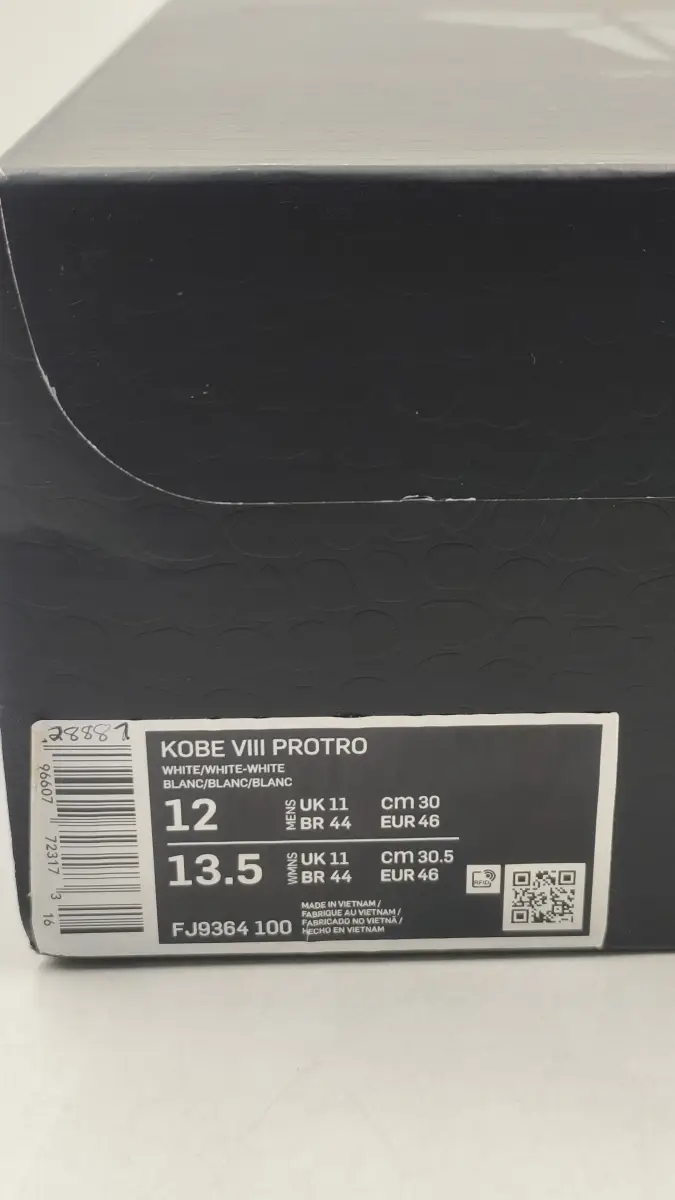 28881
1 96607 72317 3 16
KOBE VIII PROTRO
WHITE/WHITE-WHITE
BLANC/BLANC/BLANC
12 MENS UK 11 cm 30
BR 44 EUR 46
13.5 WMNS UK 11 cm 30.5
BR 44 EUR 46
RFID
FJ9364 100
MADE IN VIETNAM /
FABRIQUE AU VIETNAM /
FABRICADO NO VIETNÃ /
HECHO EN VIETNAM